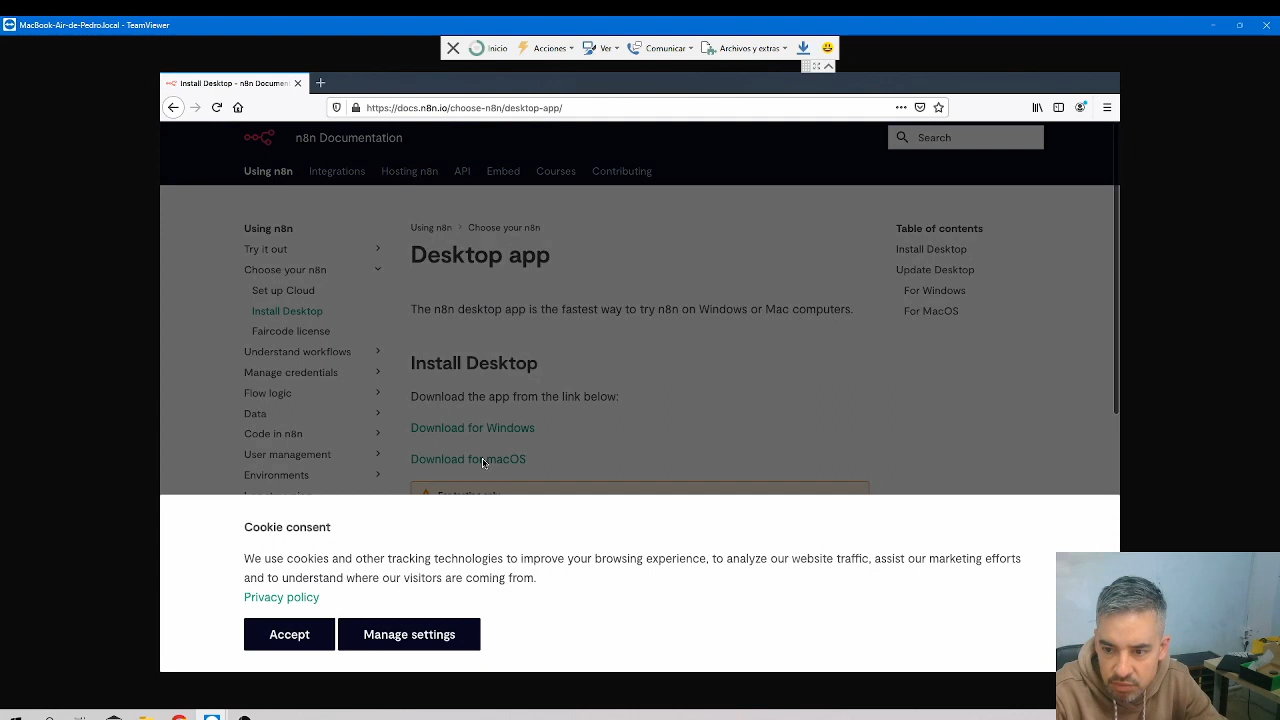 MacBook-Air-de-Pedro.local - TeamViewer
Inicio
Acciones
Ver
Comunicar
Archivos y extras
Install Desktop - n8n Document
https://docs.n8n.io/choose-n8n/desktop-app/
n8n Documentation
Search
Using n8n
Integrations
Hosting n8n
API
Embed
Courses
Contributing
Using n8n
Try it out
Choose your n8n
Set up Cloud
Install Desktop
Faircode license
Understand workflows
Manage credentials
Flow logic
Data
Code in n8n
User management
Environments
Using n8n
Choose your n8n
Desktop app
The n8n desktop app is the fastest way to try n8n on Windows or Mac computers.
Install Desktop
Download the app from the link below:
Download for Windows
Download for macOS
Table of contents
Install Desktop
Update Desktop
For Windows
For MacOS
Cookie consent
We use cookies and other tracking technologies to improve your browsing experience, to analyze our website traffic, assist our marketing efforts
and to understand where our visitors are coming from.
Privacy policy
Accept
Manage settings